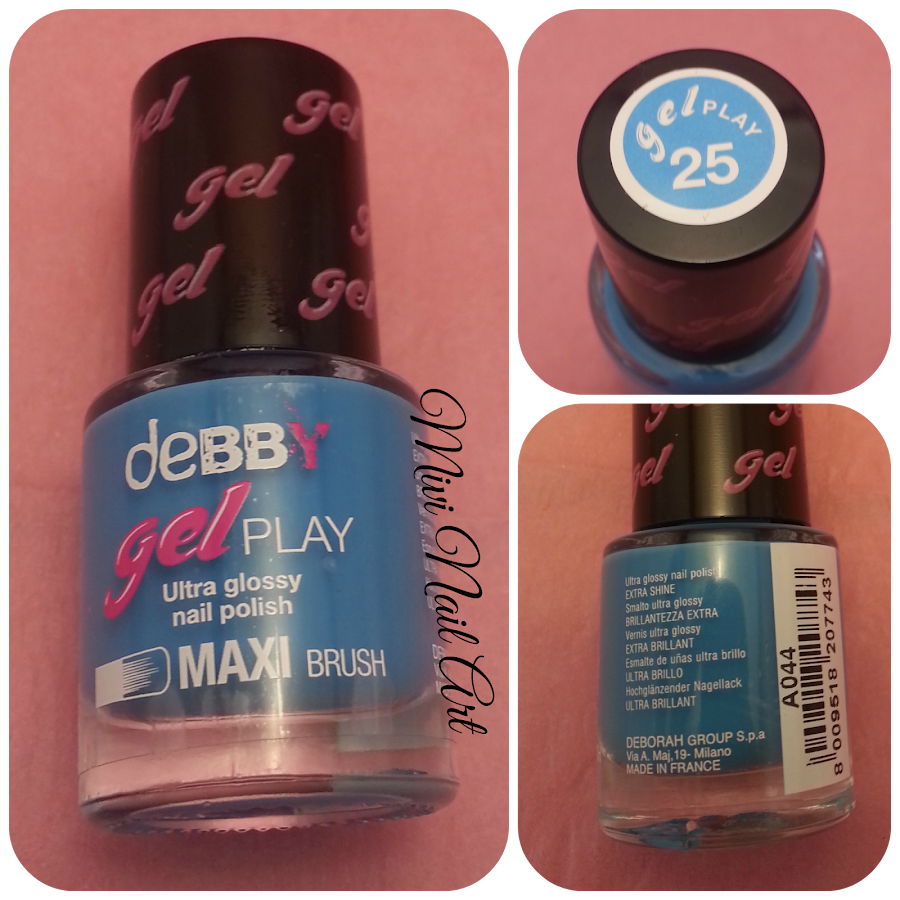 gel
gel
gel
gel
gel
deBBY
gel PLAY
Ultra glossy
nail polish
MAXI BRUSH
Mivi Nail Art
gel PLAY
25
gel
gel
Ultra glossy nail polish
EXTRA SHINE
Smalto ultra glossy
BRILLANTEZZA EXTRA
Vernis ultra glossy
EXTRA BRILLANT
Esmalte de uñas ultra brillo
ULTRA BRILLO
Hochglänzender Nagellack
ULTRA BRILLANT
DEBORAH GROUP S.p.a
Via A. Maj,19- Milano
MADE IN FRANCE
A044
8 009518 207743